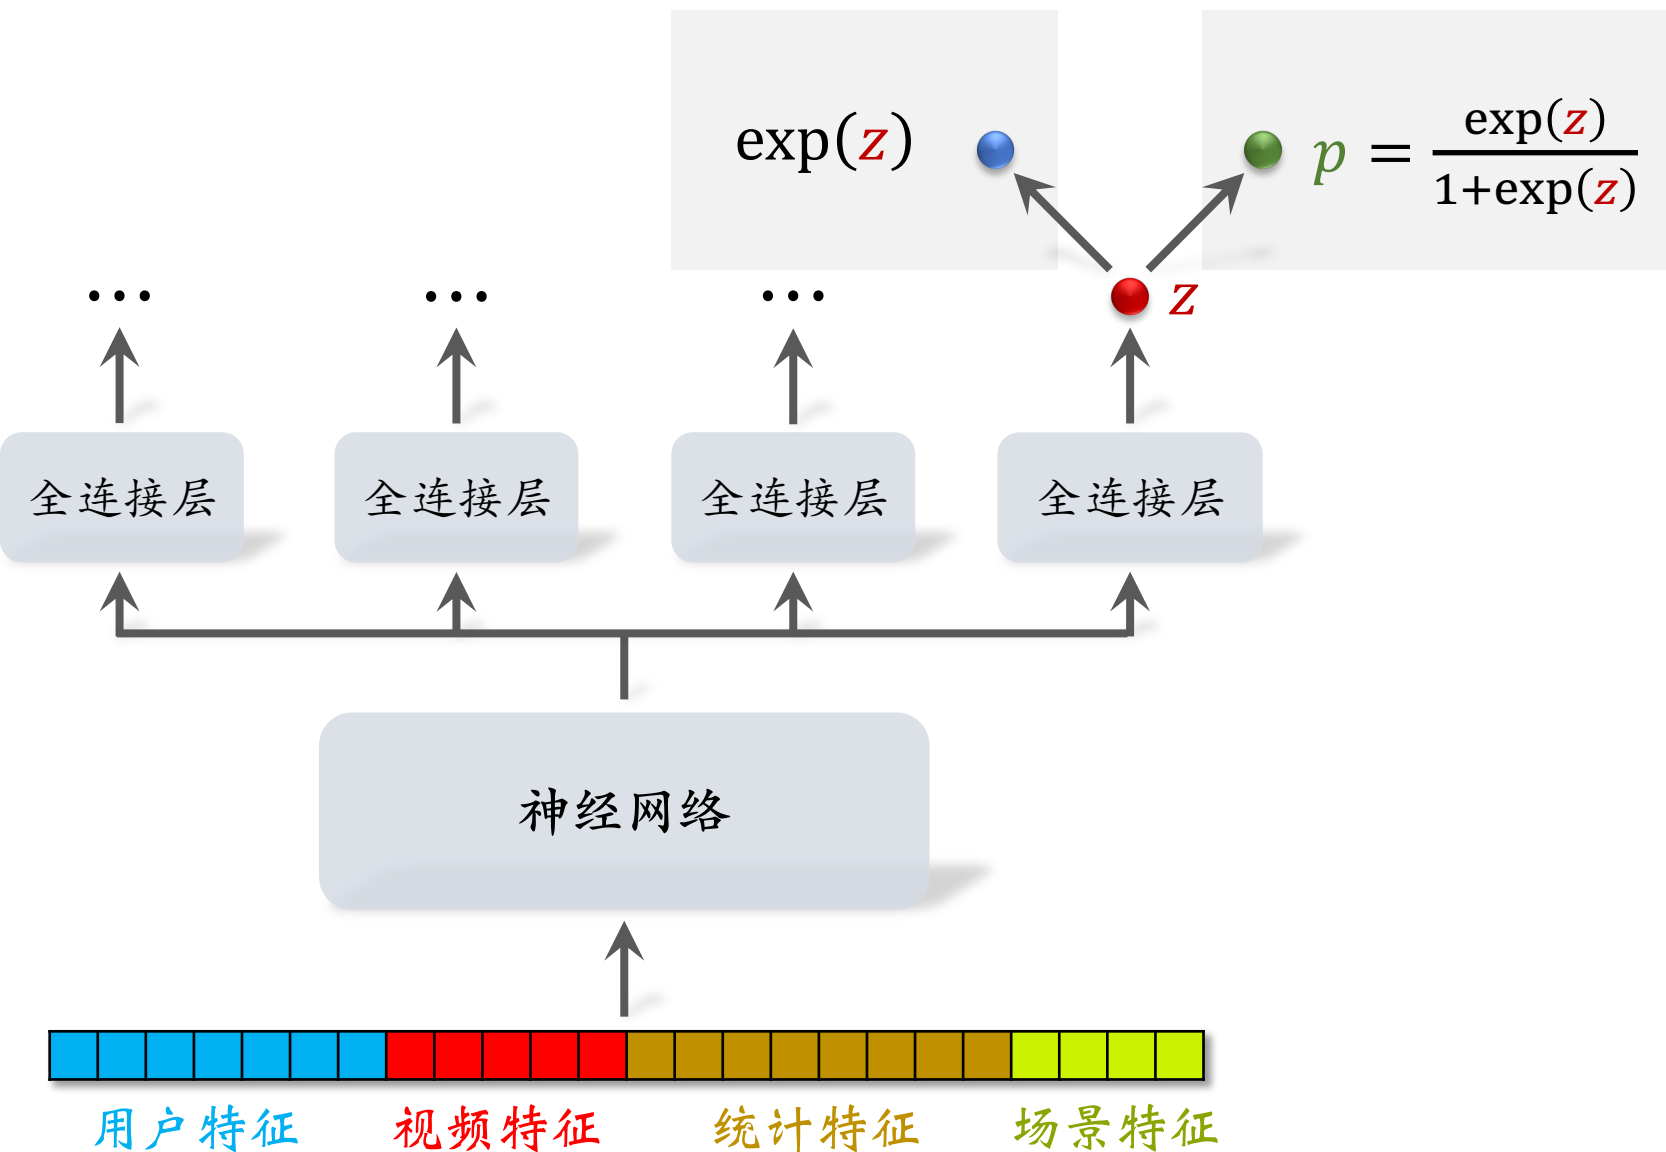 exp(z)
p = exp(z) / 1+exp(z)
... ... ... z
全连接层 全连接层 全连接层 全连接层
神经网络
用户特征 视频特征 统计特征 场景特征